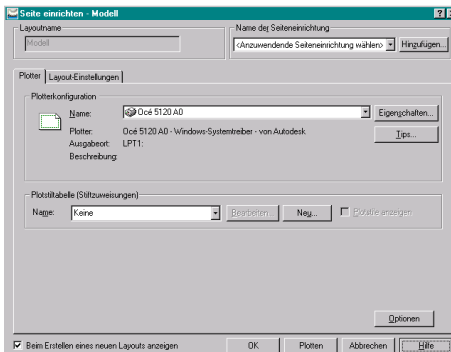 Seite einrichten - Modell
Layoutname
Modell
Name der Seiteneinrichtung
<Anzuwendende Seiteneinrichtung wählen>
Hinzufügen...
Plotter
Layout-Einstellungen
Plotterkonfiguration
Name:
Océ 5120 A0
Eigenschaften...
Plotter:
Océ 5120 A0 - Windows-Systemtreiber - von Autodesk
Tips...
Ausgabeort:
LPT1:
Beschreibung:
Plotstiltabelle (Stiftzuweisungen)
Name:
Keine
Bearbeiten...
Neu...
Plotstile anzeigen
Optionen
Beim Erstellen eines neuen Layouts anzeigen
OK
Plotten
Abbrechen
Hilfe